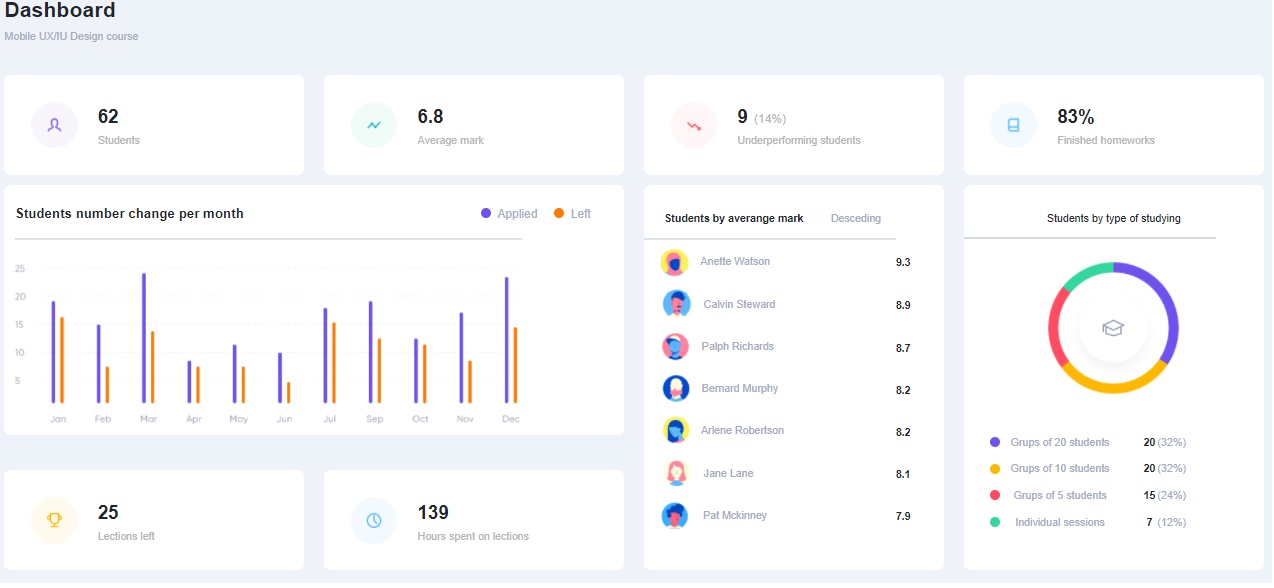 Dashboard
Mobile UX/IU Design course
62
Students
6.8
Average mark
9 (14%)
Underperforming students
83%
Finished homeworks
Students number change per month
Applied
Left
25
20
15
10
5
Jan Feb Mar Apr May Jun Jul Sep Oct Nov Dec
Students by averange mark
Desceding
Anette Watson 9.3
Calvin Steward 8.9
Palph Richards 8.7
Bernard Murphy 8.2
Arlene Robertson 8.2
Jane Lane 8.1
Pat Mckinney 7.9
Students by type of studying
Grups of 20 students 20 (32%)
Grups of 10 students 20 (32%)
Grups of 5 students 15 (24%)
Individual sessions 7 (12%)
25
Lections left
139
Hours spent on lections